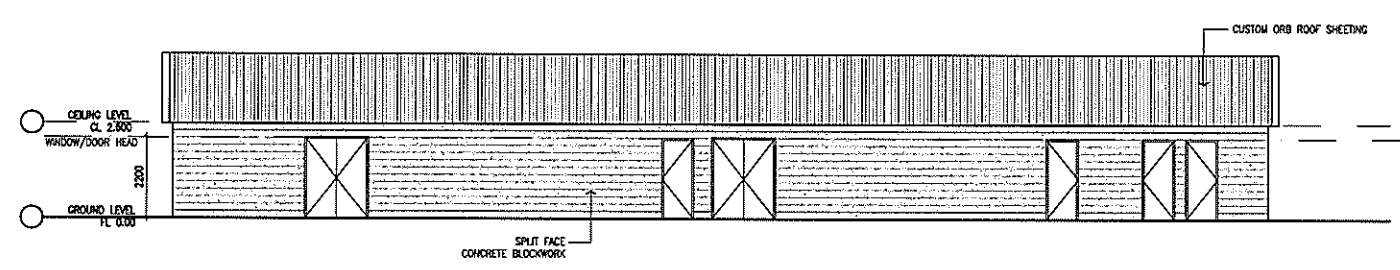 CUSTOM ORB ROOF SHEETING
CEILING LEVEL
CL 2.600
WINDOW/DOOR HEAD
2200
GROUND LEVEL
FL 0.00
SPLIT FACE
CONCRETE BLOCKWORK